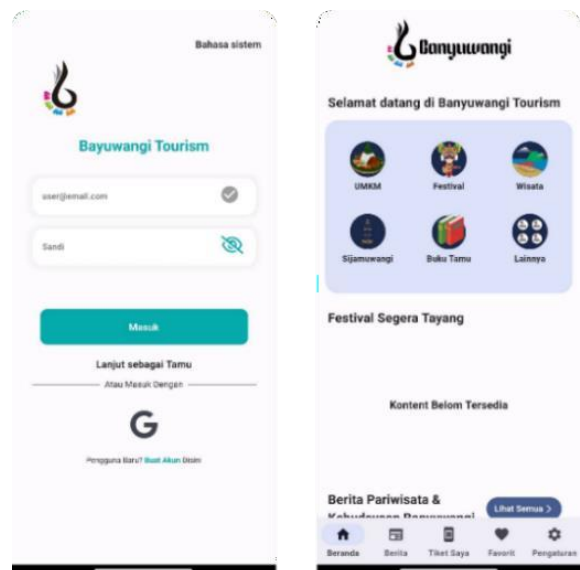 Bahasa sistem
Bayuwangi Tourism
user@email.com
Sandi
Masuk
Lanjut sebagai Tamu
Atau Masuk Dengan
G
Pengguna Baru? Buat Akun Disini
Banyuwangi
Selamat datang di Banyuwangi Tourism
UMKM Festival Wisata
Sijamuwangi Buku Tamu Lainnya
Festival Segera Tayang
Kontent Belom Tersedia
Berita Pariwisata &
Kebudayaan Banyuwangi
Lihat Semua >
Beranda Berita Tiket Saya Favorit Pengaturan